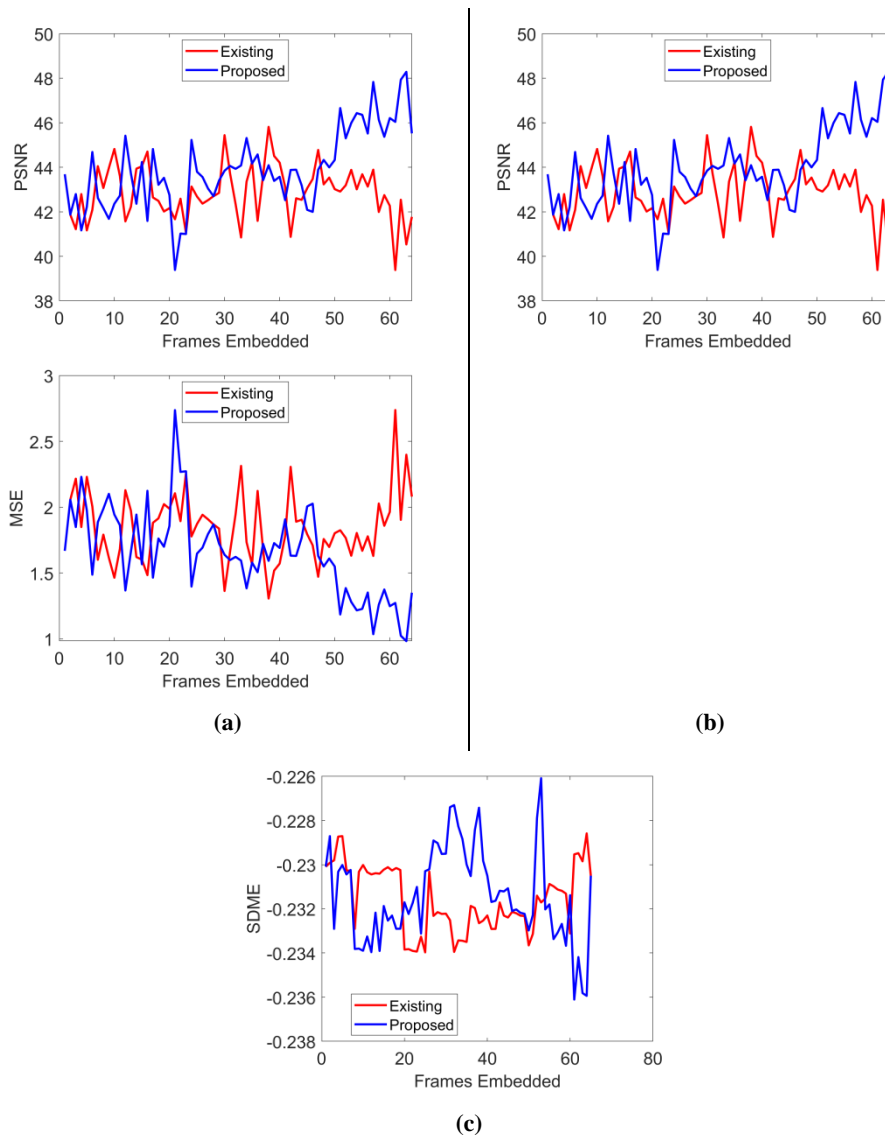 50
48
46
44
42
40
38
PSNR
Existing
Proposed
0 10 20 30 40 50 60
Frames Embedded
3
2.5
2
1.5
1
MSE
Existing
Proposed
0 10 20 30 40 50 60
Frames Embedded
(a)
50
48
46
44
42
40
38
PSNR
Existing
Proposed
0 10 20 30 40 50 60
Frames Embedded
(b)
-0.226
-0.228
-0.23
-0.232
-0.234
-0.236
-0.238
SDME
Existing
Proposed
0 20 40 60 80
Frames Embedded
(c)